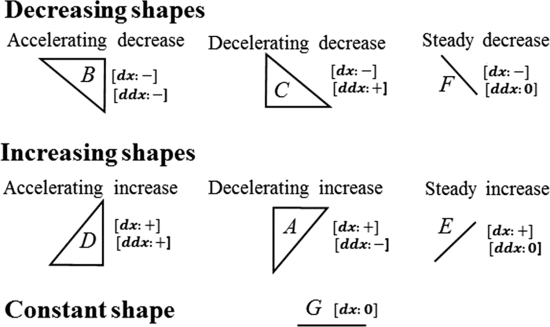 Decreasing shapes
Accelerating decrease Decelerating decrease Steady decrease
B [dx: −] C [dx: −] F [dx: −]
[ddx: −] [ddx: +] [ddx: 0]
Increasing shapes
Accelerating increase Decelerating increase Steady increase
D [dx: +] A [dx: +] E [dx: +]
[ddx: +] [ddx: −] [ddx: 0]
Constant shape G [dx: 0]